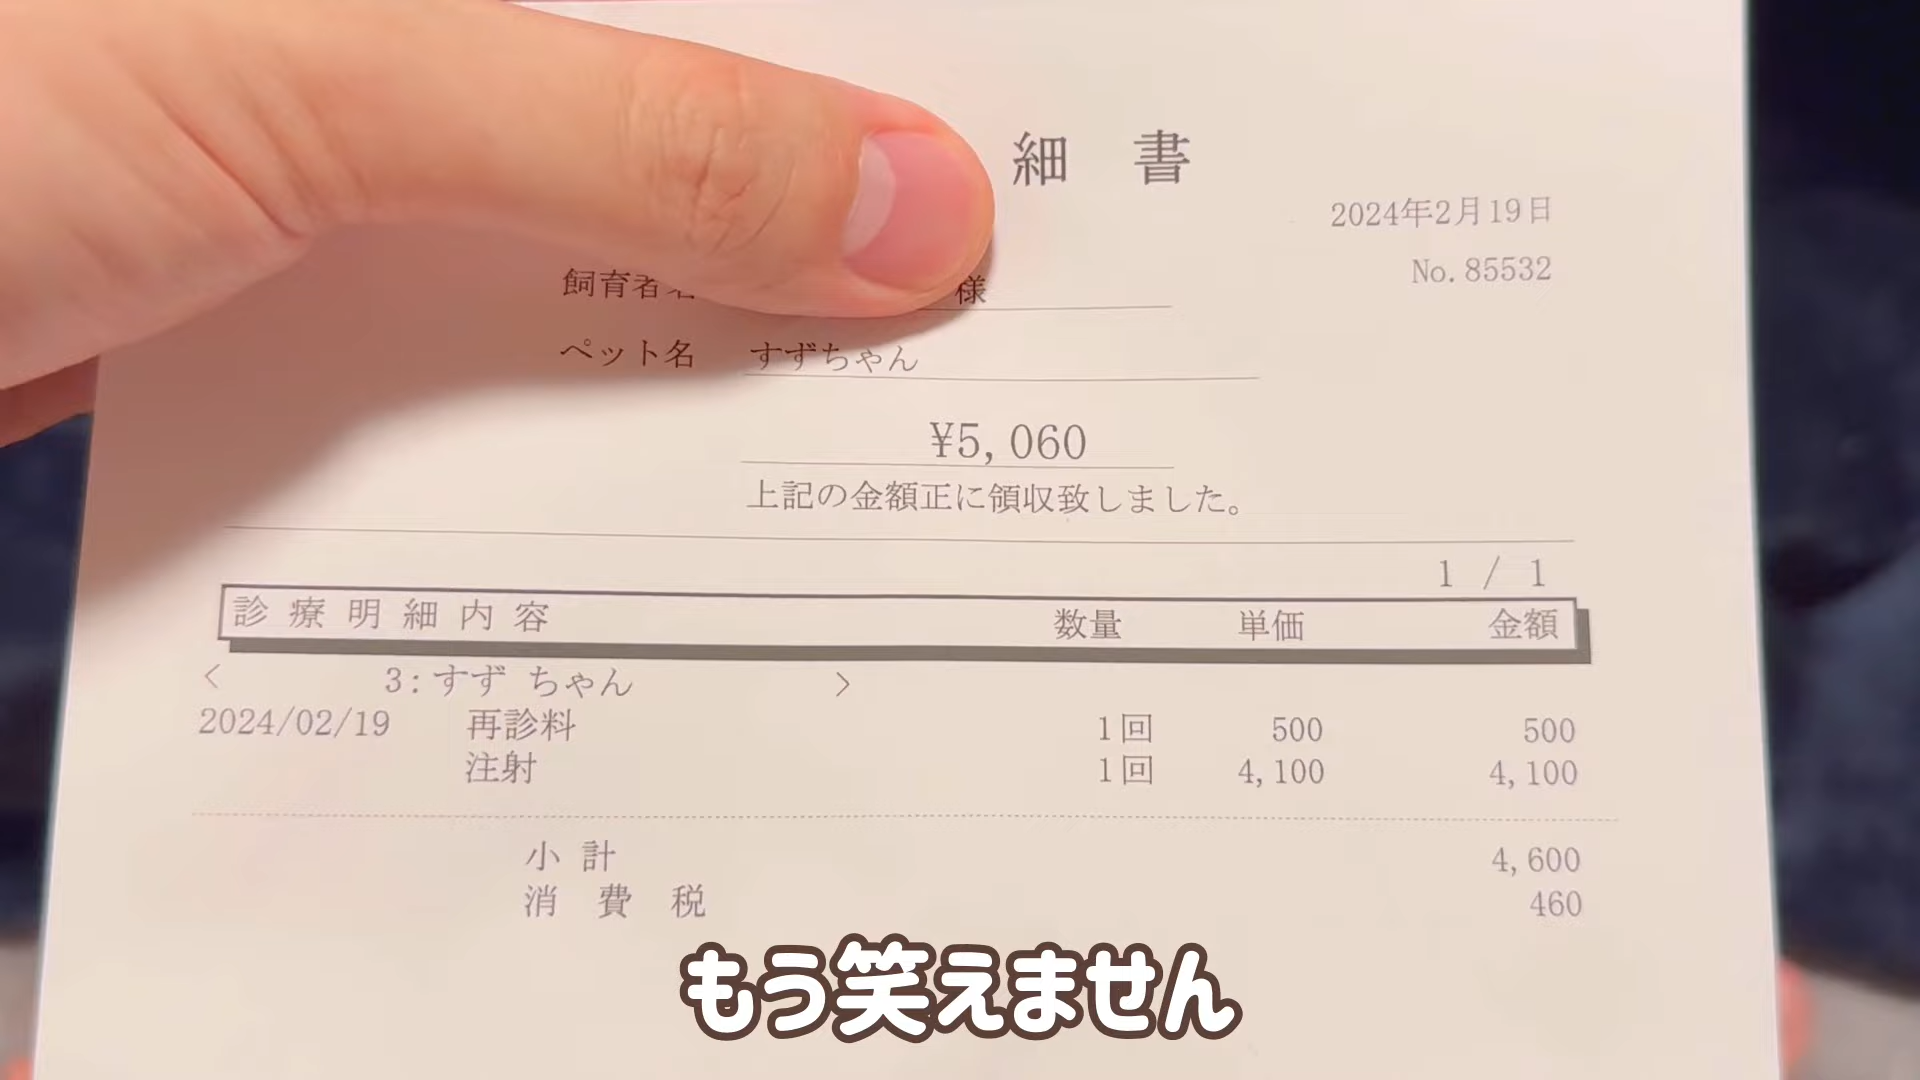 細 書
2024年2月19日
No. 85532
飼育者名 様
ペット名 すずちゃん
¥5,060
上記の金額正に領収致しました。
1 / 1
診療明細内容 数量 単価 金額
< 3:すず ちゃん >
2024/02/19 再診料 1回 500 500
注射 1回 4,100 4,100
小計 4,600
消費税 460
もう笑えません